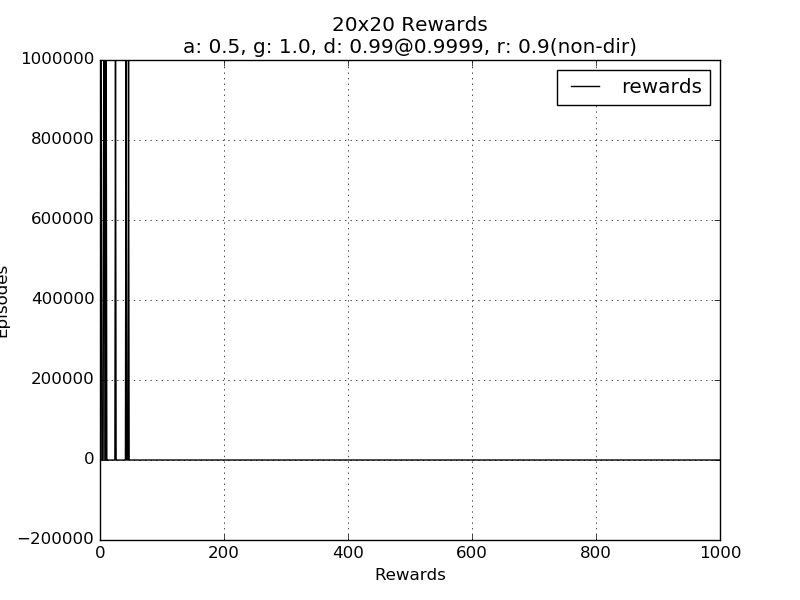 20x20 Rewards
a: 0.5, g: 1.0, d: 0.99@0.9999, r: 0.9(non-dir)
rewards
1000000
800000
600000
400000
200000
0
−200000
Episodes
0 200 400 600 800 1000
Rewards